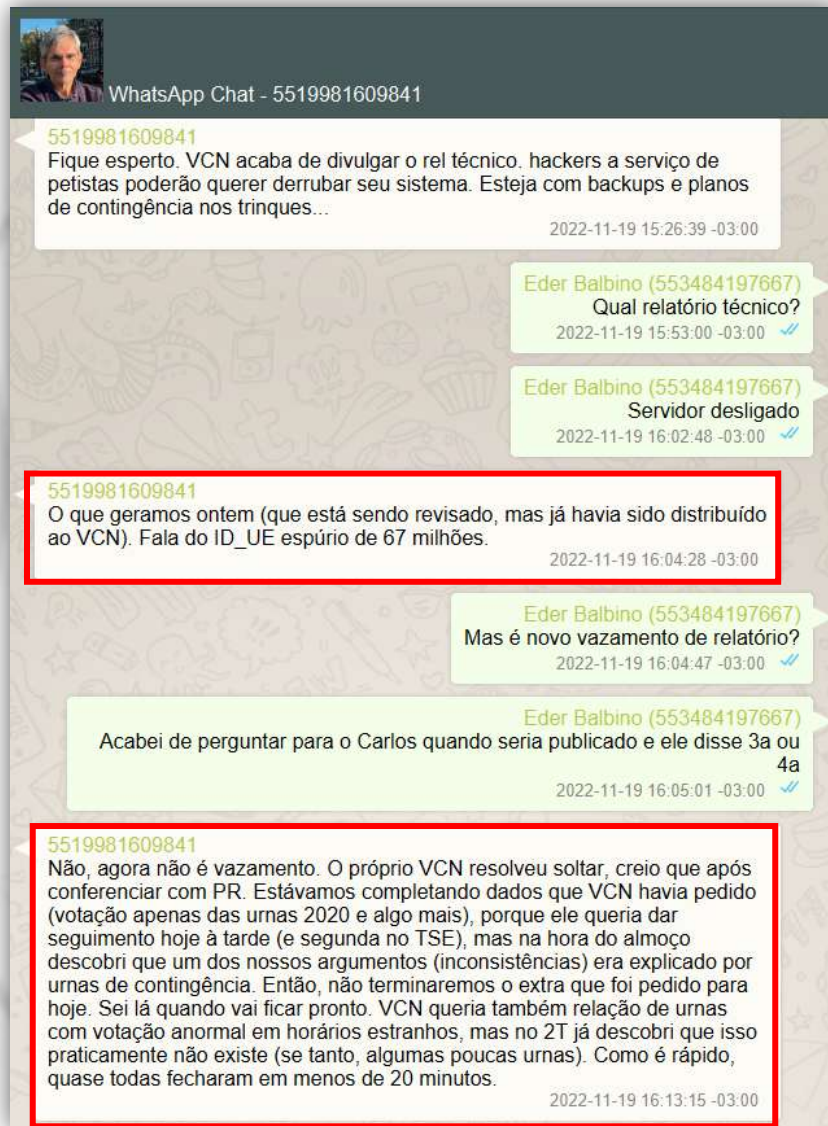 WhatsApp Chat - 5519981609841
5519981609841
Fique esperto. VCN acaba de divulgar o rel técnico. hackers a serviço de
petistas poderão querer derrubar seu sistema. Esteja com backups e planos
de contingência nos trinques...
2022-11-19 15:26:39 -03:00
Eder Balbino (553484197667)
Qual relatório técnico?
2022-11-19 15:53:00 -03:00
Eder Balbino (553484197667)
Servidor desligado
2022-11-19 16:02:48 -03:00
5519981609841
O que geramos ontem (que está sendo revisado, mas já havia sido distribuído
ao VCN). Fala do ID_UE espúrio de 67 milhões.
2022-11-19 16:04:28 -03:00
Eder Balbino (553484197667)
Mas é novo vazamento de relatório?
2022-11-19 16:04:47 -03:00
Eder Balbino (553484197667)
Acabei de perguntar para o Carlos quando seria publicado e ele disse 3a ou
4a
2022-11-19 16:05:01 -03:00
5519981609841
Não, agora não é vazamento. O próprio VCN resolveu soltar, creio que após
conferenciar com PR. Estávamos completando dados que VCN havia pedido
(votação apenas das urnas 2020 e algo mais), porque ele queria dar
seguimento hoje à tarde (e segunda no TSE), mas na hora do almoço
descobri que um dos nossos argumentos (inconsistências) era explicado por
urnas de contingência. Então, não terminaremos o extra que foi pedido para
hoje. Sei lá quando vai ficar pronto. VCN queria também relação de urnas
com votação anormal em horários estranhos, mas no 2T já descobri que isso
praticamente não existe (se tanto, algumas poucas urnas). Como é rápido,
quase todas fecharam em menos de 20 minutos.
2022-11-19 16:13:15 -03:00